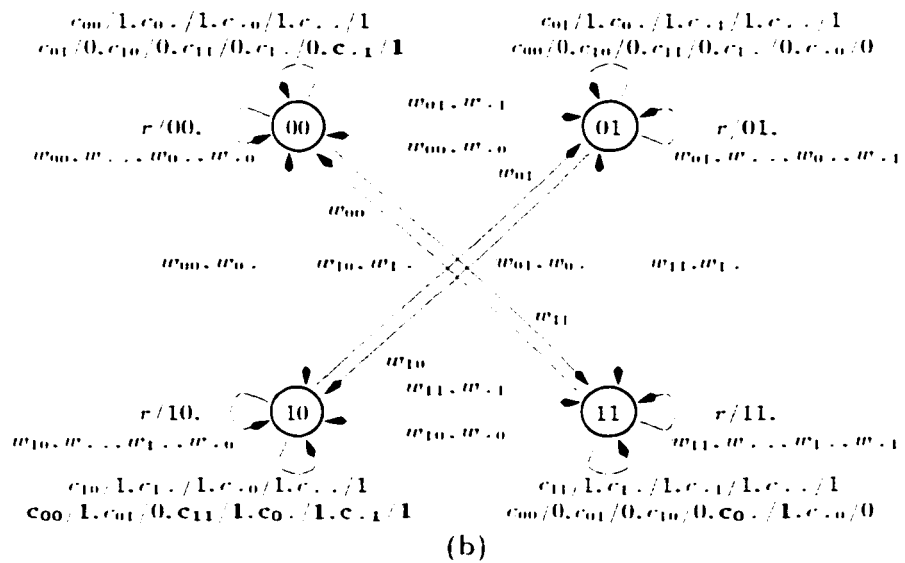 c00/1.c0·/1.c·0/1.c··/1
c01/0.c10/0.c11/0.c1·/0.c·1/1
c01/1.c0·/1.c·1/1.c··/1
c00/0.c10/0.c11/0.c1·/0.c·0/0
00
01
w01.w·1
w00.w·0
r/00.
w00.w··.w0·.w·0
r/01.
w01.w··.w0·.w·1
w01
w00
w00.w0·
w10.w1·
w01.w0·
w11.w1·
w11
w10
w11.w·1
w10.w·0
10
11
r/10.
w10.w··.w1·.w·0
r/11.
w11.w··.w1·.w·1
c10/1.c1·/1.c·0/1.c··/1
c00/1.c01/0.c11/1.c0·/1.c·1/1
c11/1.c1·/1.c·1/1.c··/1
c00/0.c01/0.c10/0.c0·/1.c·0/0
(b)